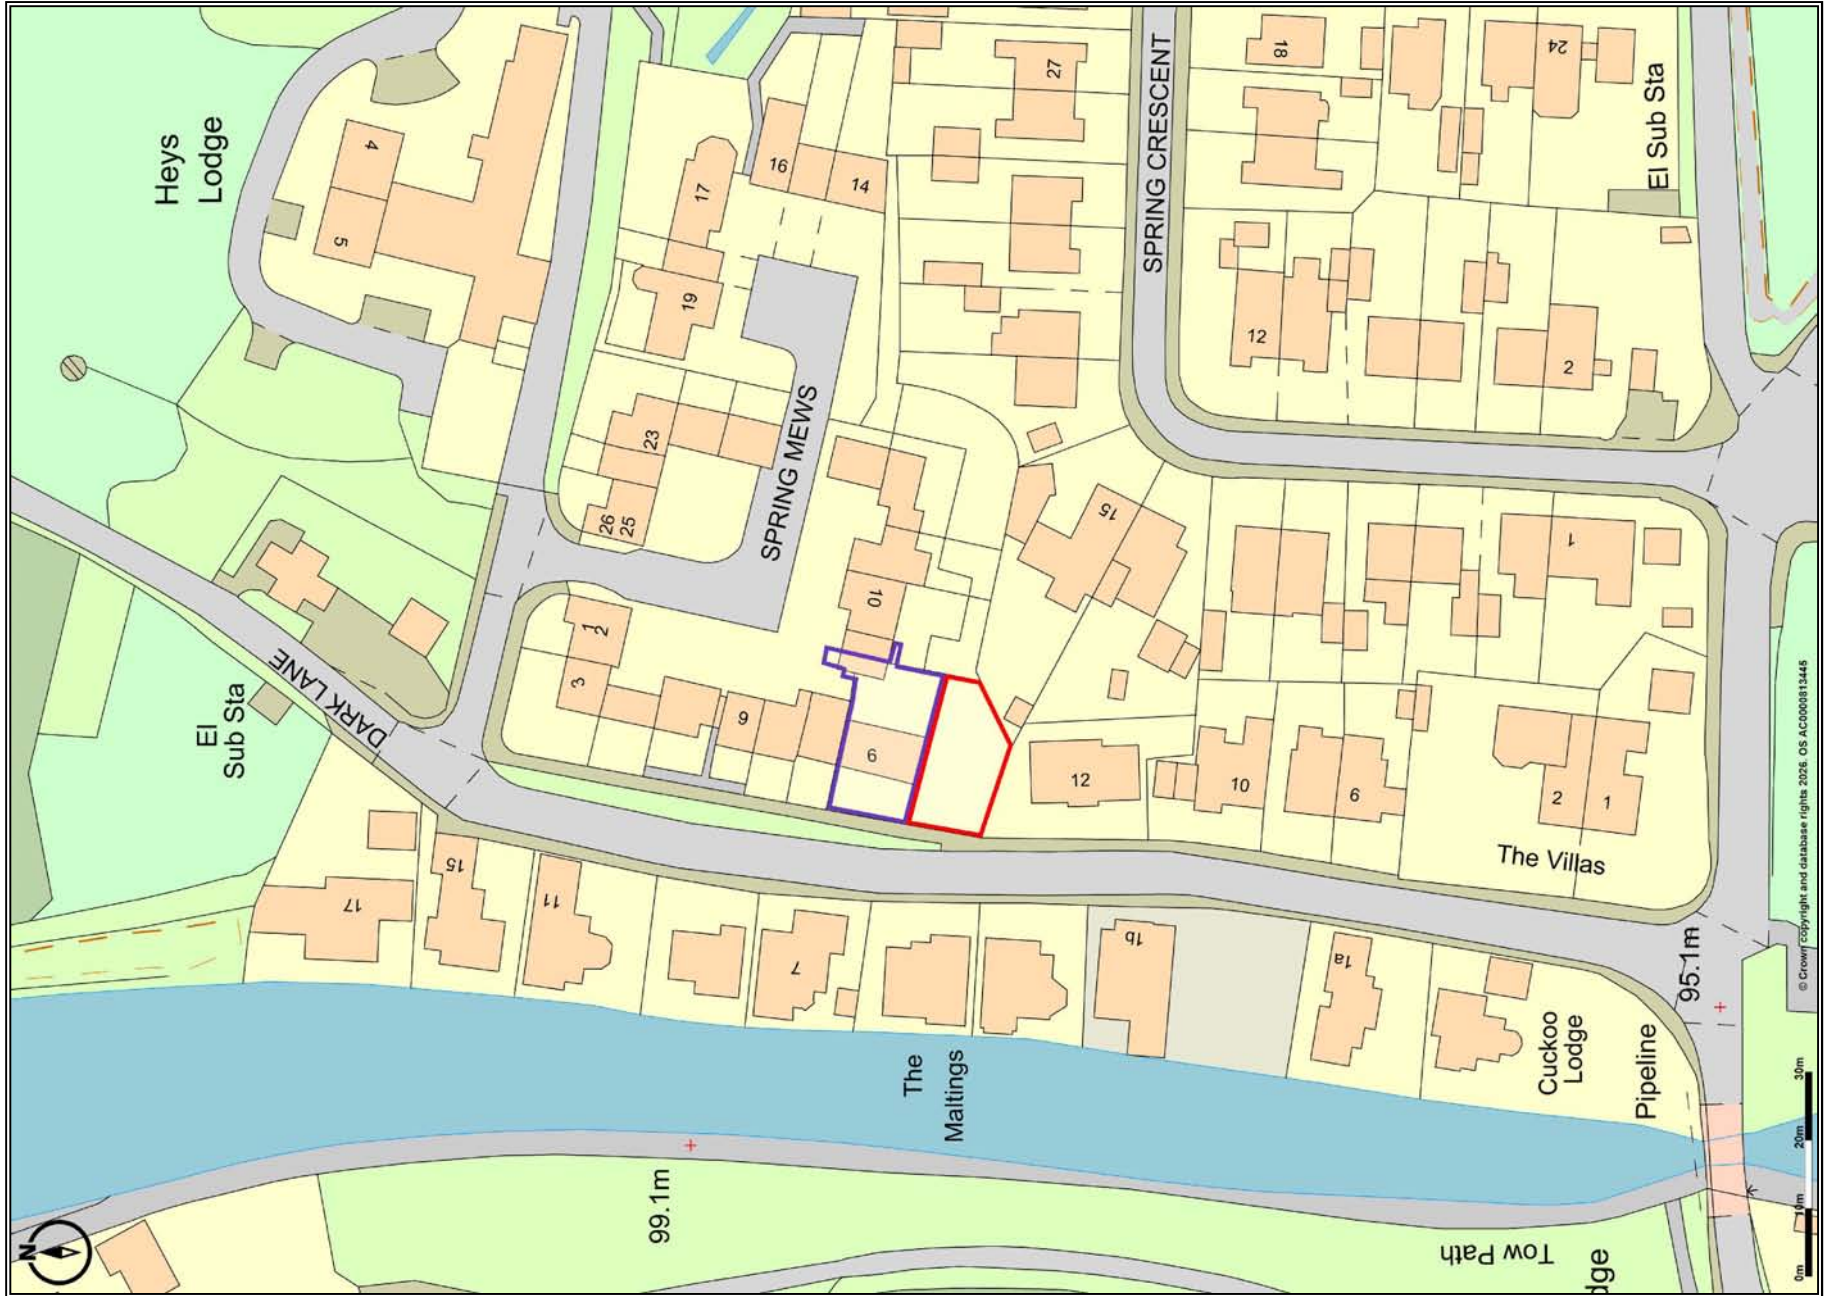 Heys
Lodge
4
5
17
16
14
19
27
SPRING CRESCENT
18
24
El Sub Sta
12
2
23
26
25
SPRING MEWS
15
1
10
1
2
3
9
6
12
10
6
2
1
The Villas
DARK LANE
El
Sub Sta
17
15
11
7
1b
1a
Cuckoo
Lodge
Pipeline
95.1m
The
Maltings
99.1m
Tow Path
dge
N
0m
10m
20m
30m
© Crown copyright and database rights 2026. OS AC0000813445